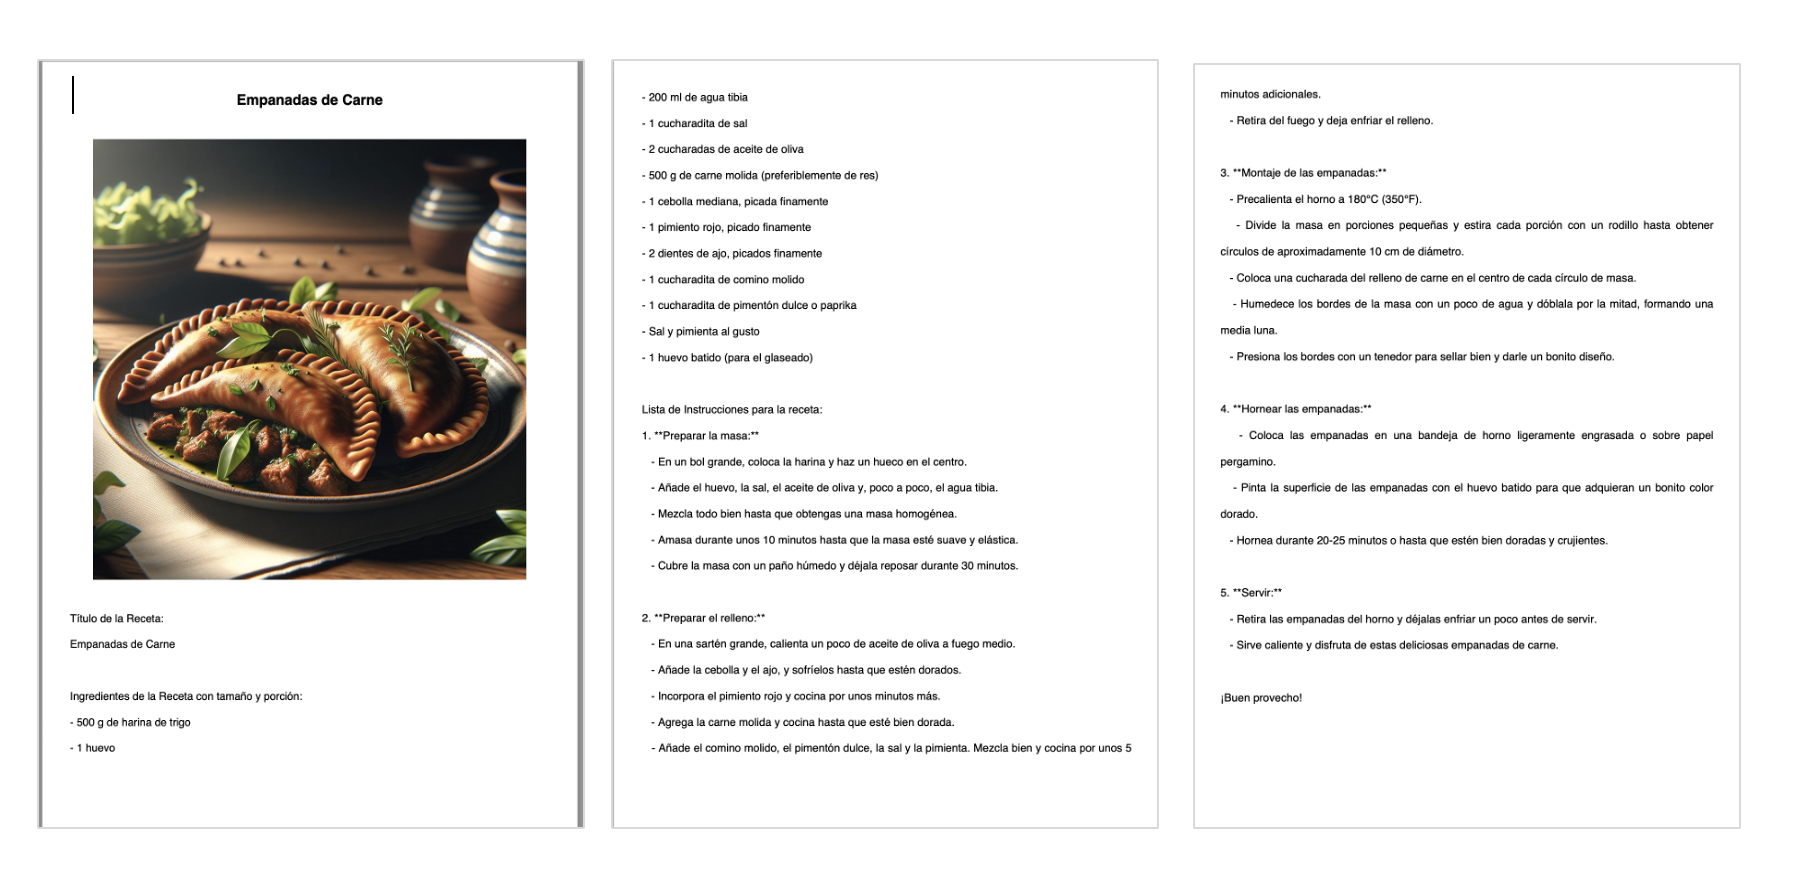 Empanadas de Carne
Título de la Receta:
Empanadas de Carne
Ingredientes de la Receta con tamaño y porción:
- 500 g de harina de trigo
- 1 huevo
- 200 ml de agua tibia
- 1 cucharadita de sal
- 2 cucharadas de aceite de oliva
- 500 g de carne molida (preferiblemente de res)
- 1 cebolla mediana, picada finamente
- 1 pimiento rojo, picado finamente
- 2 dientes de ajo, picados finamente
- 1 cucharadita de comino molido
- 1 cucharadita de pimentón dulce o paprika
- Sal y pimienta al gusto
- 1 huevo batido (para el glaseado)
Lista de Instrucciones para la receta:
1. **Preparar la masa:**
- En un bol grande, coloca la harina y haz un hueco en el centro.
- Añade el huevo, la sal, el aceite de oliva y, poco a poco, el agua tibia.
- Mezcla todo bien hasta que obtengas una masa homogénea.
- Amasa durante unos 10 minutos hasta que la masa esté suave y elástica.
- Cubre la masa con un paño húmedo y déjala reposar durante 30 minutos.
2. **Preparar el relleno:**
- En una sartén grande, calienta un poco de aceite de oliva a fuego medio.
- Añade la cebolla y el ajo, y sofríelos hasta que estén dorados.
- Incorpora el pimiento rojo y cocina por unos minutos más.
- Agrega la carne molida y cocina hasta que esté bien dorada.
- Añade el comino molido, el pimentón dulce, la sal y la pimienta. Mezcla bien y cocina por unos 5
minutos adicionales.
- Retira del fuego y deja enfriar el relleno.
3. **Montaje de las empanadas:**
- Precalienta el horno a 180°C (350°F).
- Divide la masa en porciones pequeñas y estira cada porción con un rodillo hasta obtener
círculos de aproximadamente 10 cm de diámetro.
- Coloca una cucharada del relleno de carne en el centro de cada círculo de masa.
- Humedece los bordes de la masa con un poco de agua y dóblala por la mitad, formando una
media luna.
- Presiona los bordes con un tenedor para sellar bien y darle un bonito diseño.
4. **Hornear las empanadas:**
- Coloca las empanadas en una bandeja de horno ligeramente engrasada o sobre papel
pergamino.
- Pinta la superficie de las empanadas con el huevo batido para que adquieran un bonito color
dorado.
- Hornea durante 20-25 minutos o hasta que estén bien doradas y crujientes.
5. **Servir:**
- Retira las empanadas del horno y déjalas enfriar un poco antes de servir.
- Sirve caliente y disfruta de estas deliciosas empanadas de carne.
¡Buen provecho!